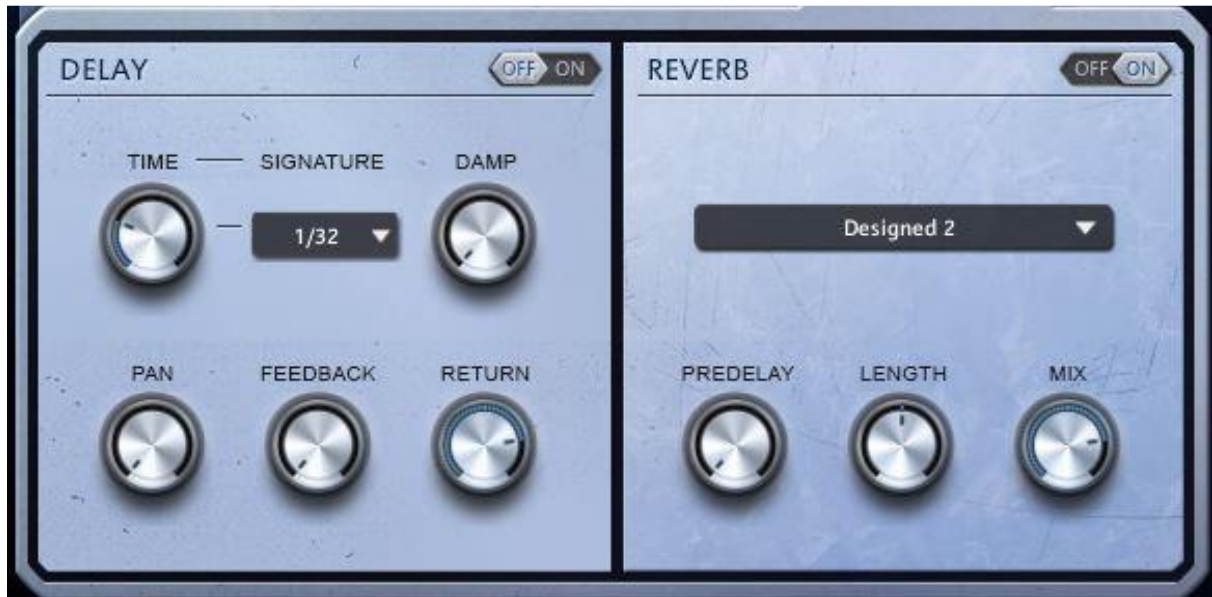 DELAY
OFF ON
TIME SIGNATURE DAMP
1/32
PAN FEEDBACK RETURN
REVERB
OFF ON
Designed 2
PREDELAY LENGTH MIX